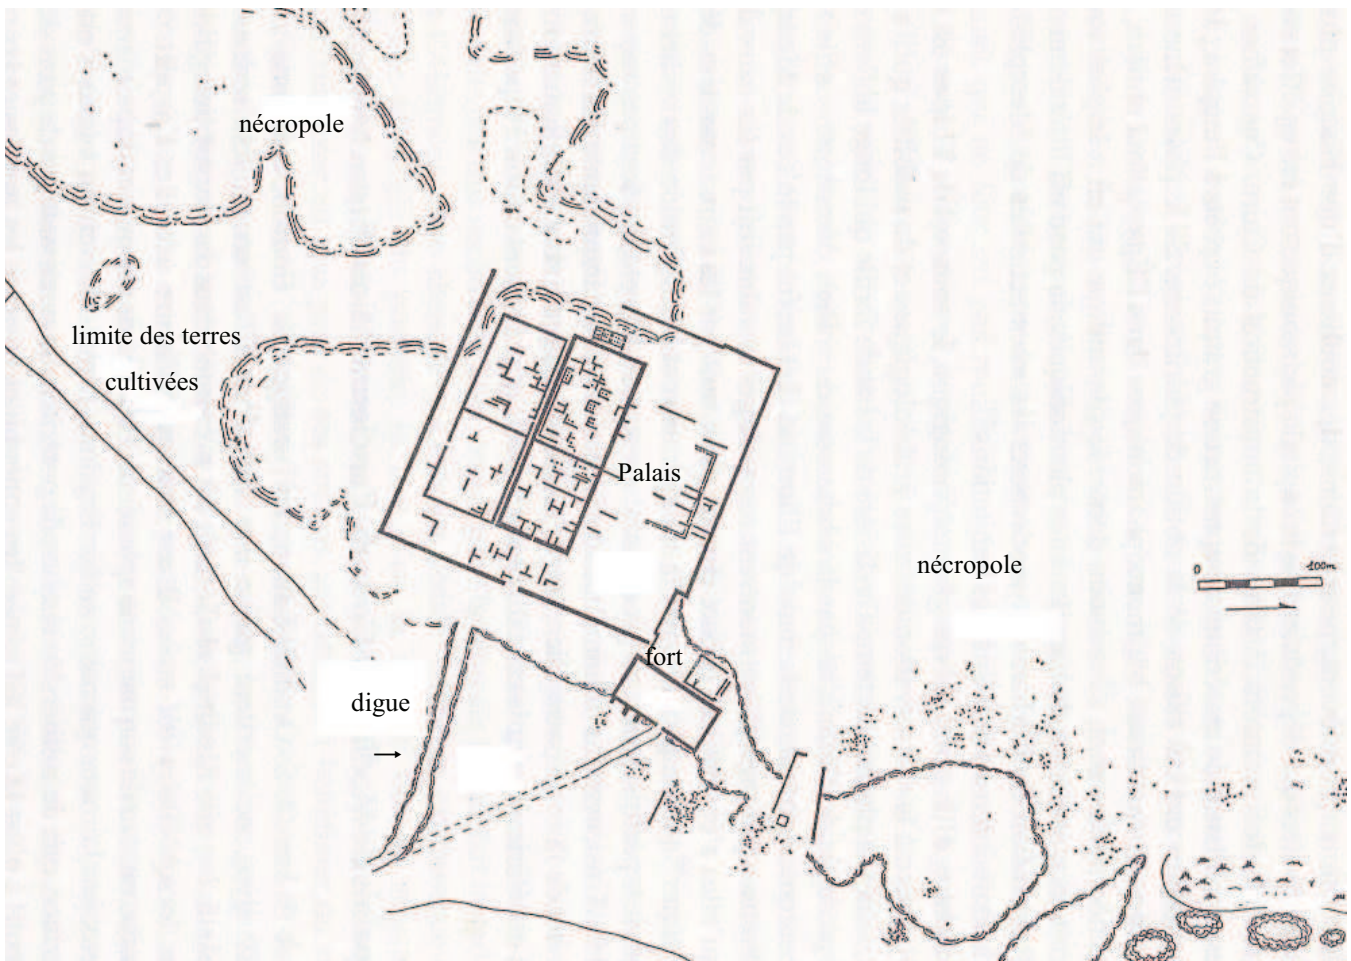 nécropole
limite des terres
cultivées
Palais
nécropole
0 100m
fort
digue